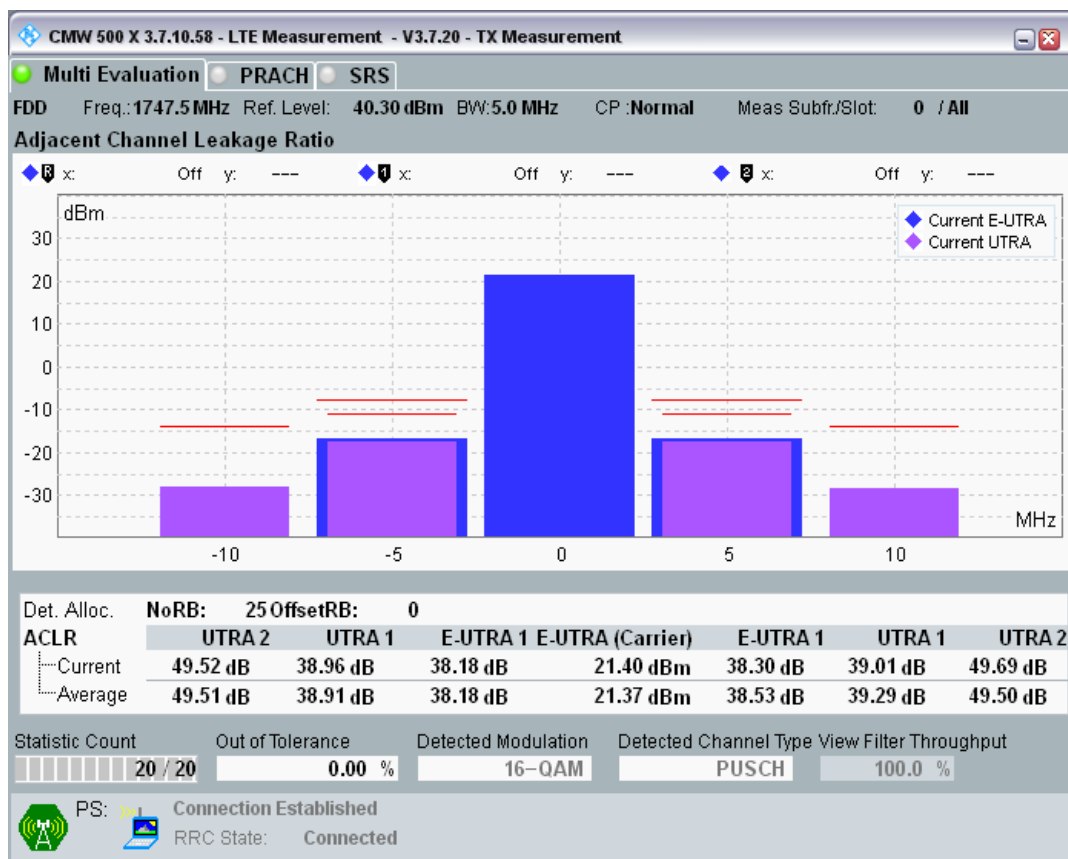 CMW 500 X 3.7.10.58 - LTE Measurement - V3.7.20 - TX Measurement
Multi Evaluation PRACH SRS
FDD Freq.:1747.5 MHz Ref. Level: 40.30 dBm BW:5.0 MHz CP :Normal Meas Subfr./Slot: 0 / All
Adjacent Channel Leakage Ratio
R x: Off y: --- 1 x: Off y: --- 2 x: Off y: ---
dBm
Current E-UTRA
Current UTRA
30
20
10
0
-10
-20
-30
MHz
-10 -5 0 5 10
Det. Alloc. NoRB: 25 OffsetRB: 0
ACLR UTRA 2 UTRA 1 E-UTRA 1 E-UTRA (Carrier) E-UTRA 1 UTRA 1 UTRA 2
Current 49.52 dB 38.96 dB 38.18 dB 21.40 dBm 38.30 dB 39.01 dB 49.69 dB
Average 49.51 dB 38.91 dB 38.18 dB 21.37 dBm 38.53 dB 39.29 dB 49.50 dB
Statistic Count Out of Tolerance Detected Modulation Detected Channel Type View Filter Throughput
20 / 20 0.00 % 16-QAM PUSCH 100.0 %
PS: Connection Established
RRC State: Connected